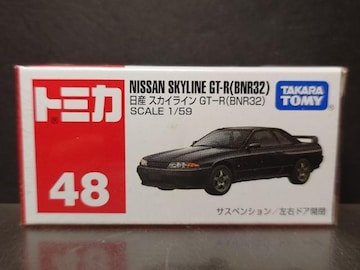 トミカ
48
NISSAN SKYLINE GT-R(BNR32)
日産 スカイライン GT-R(BNR32)
SCALE 1/59
TAKARA
TOMY
サスペンション/左右ドア開閉